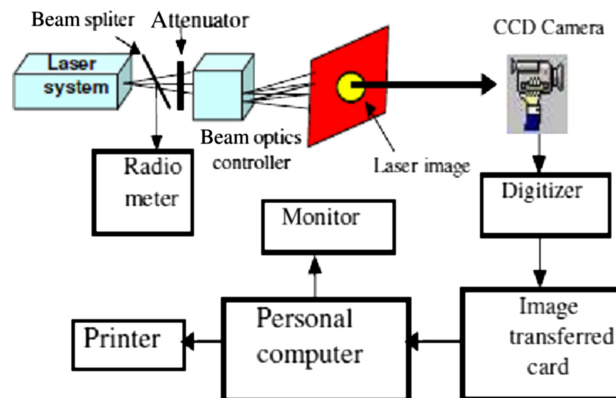 Beam spliter
Attenuator
CCD Camera
Laser
system
Beam optics
controller
Laser image
Radio
meter
Monitor
Digitizer
Printer
Personal
computer
Image
transferred
card